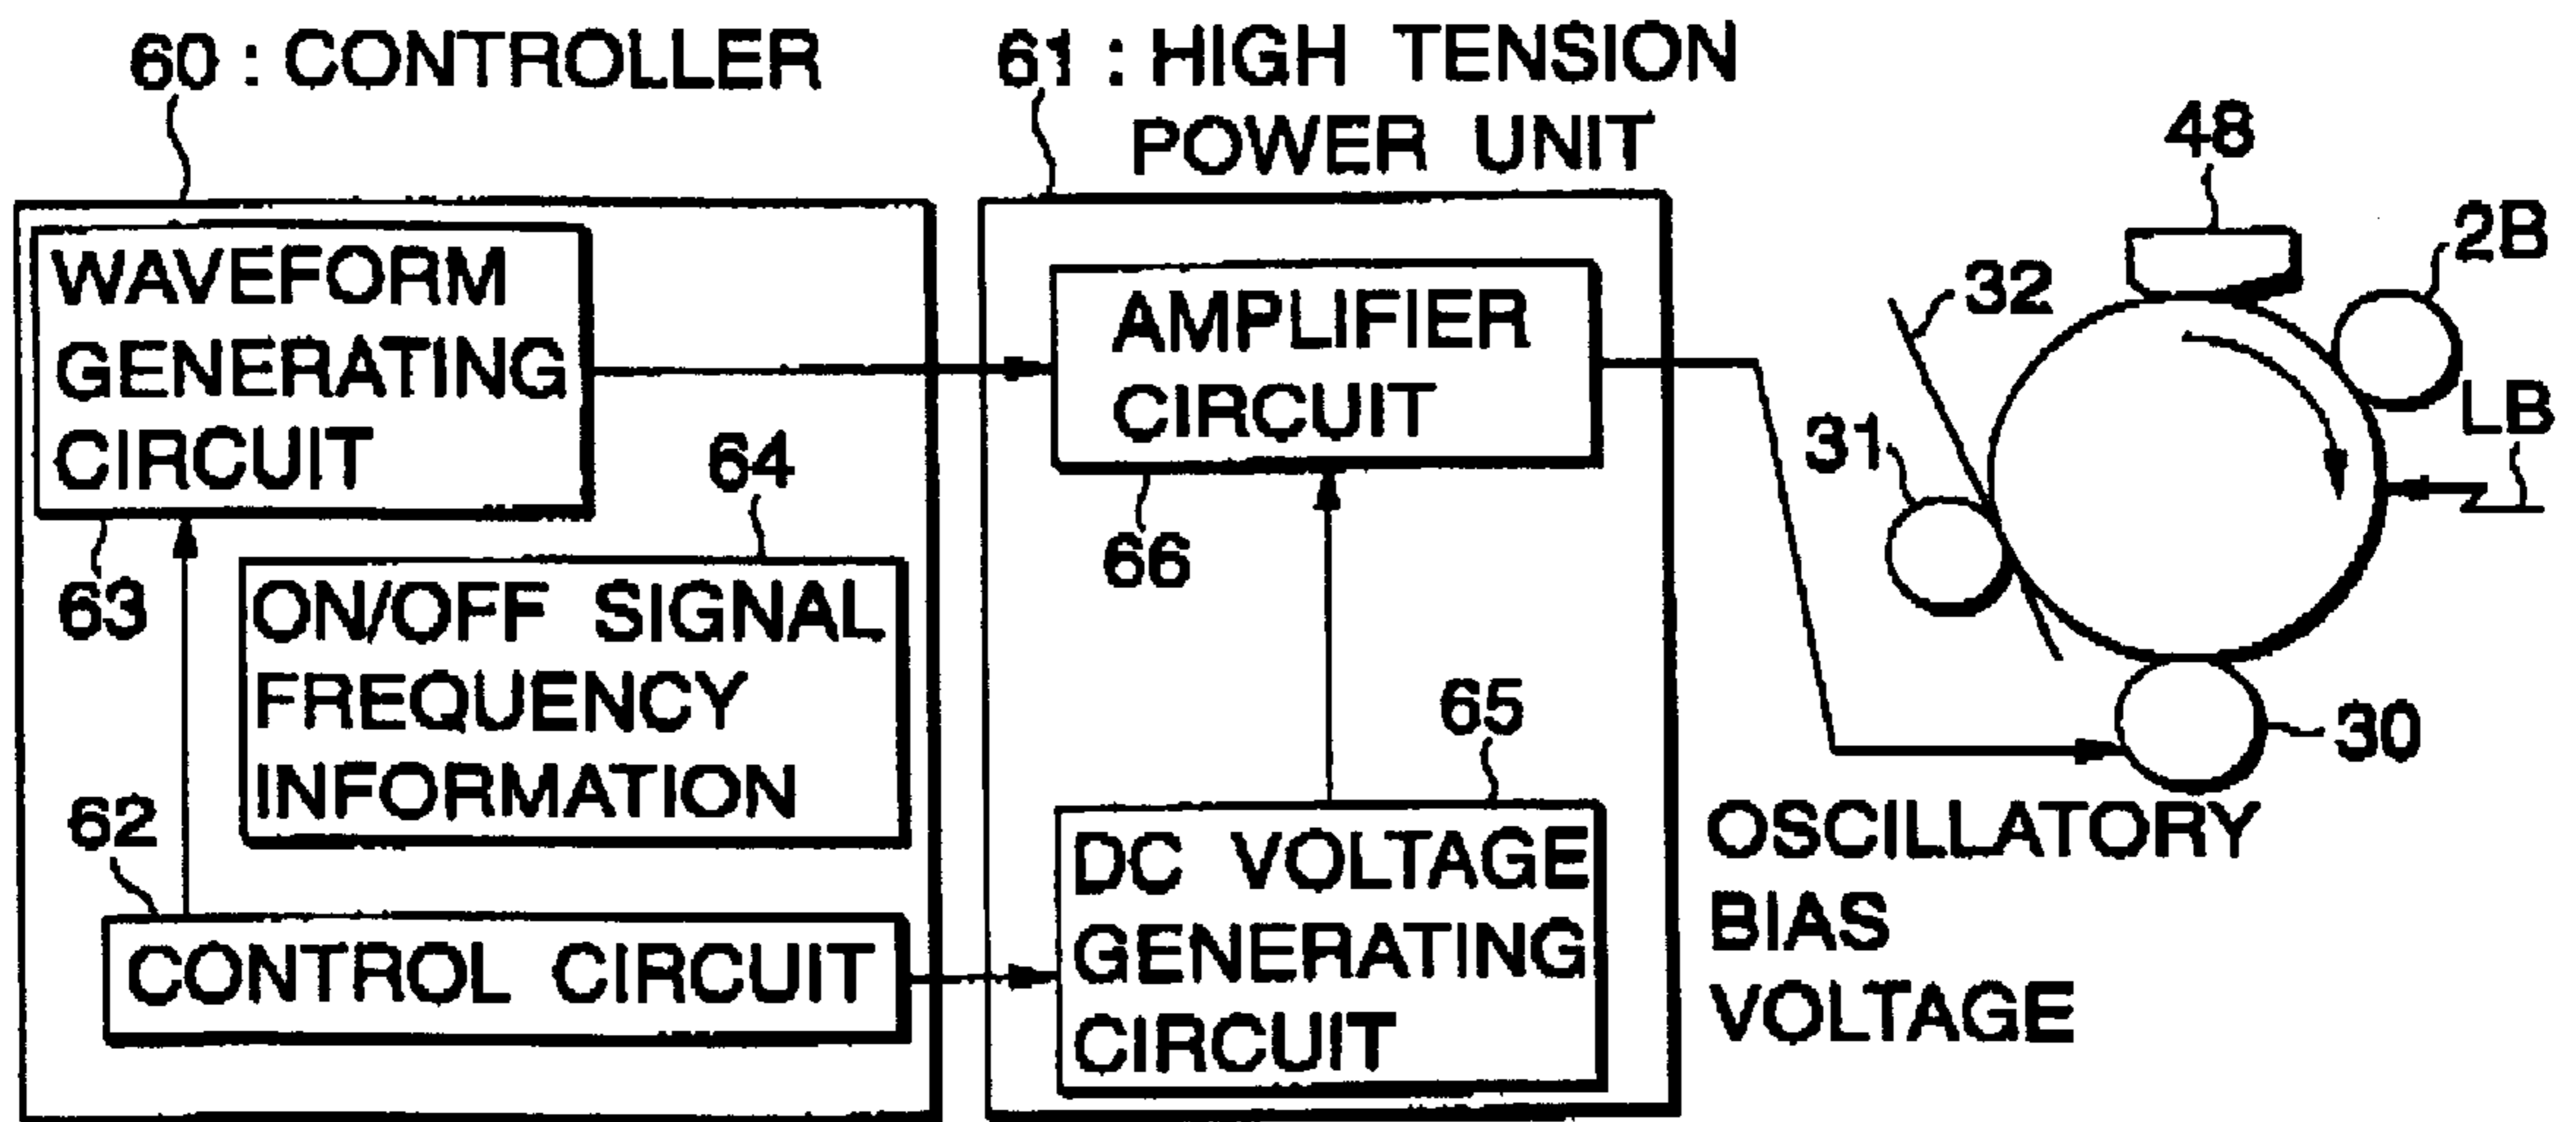 60 : CONTROLLER
61 : HIGH TENSION
POWER UNIT
WAVEFORM
GENERATING
CIRCUIT
63
64
ON/OFF SIGNAL
FREQUENCY
INFORMATION
62
CONTROL CIRCUIT
AMPLIFIER
CIRCUIT
66
65
DC VOLTAGE
GENERATING
CIRCUIT
48
2B
32
LB
31
30
OSCILLATORY
BIAS
VOLTAGE